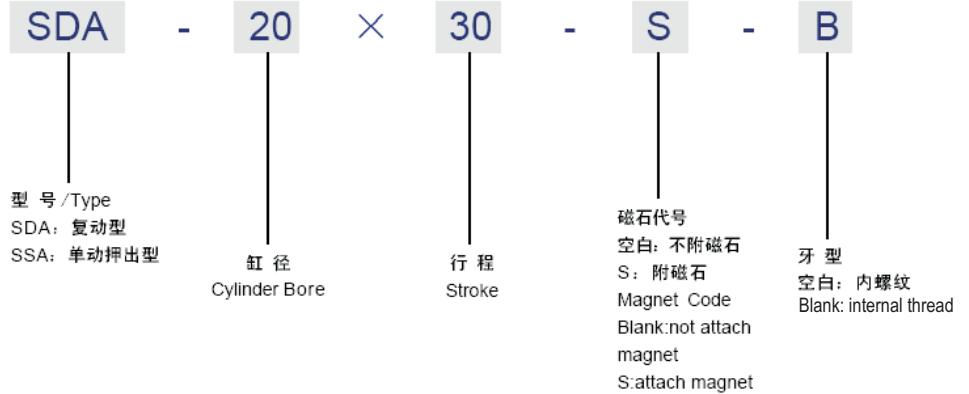 SDA - 20 × 30 - S - B
型 号/Type
SDA：复动型
SSA：单动押出型
缸 径
Cylinder Bore
行 程
Stroke
磁石代号
空白：不附磁石
S：附磁石
Magnet Code
Blank:not attach
magnet
S:attach magnet
牙 型
空白：内螺纹
Blank: internal thread